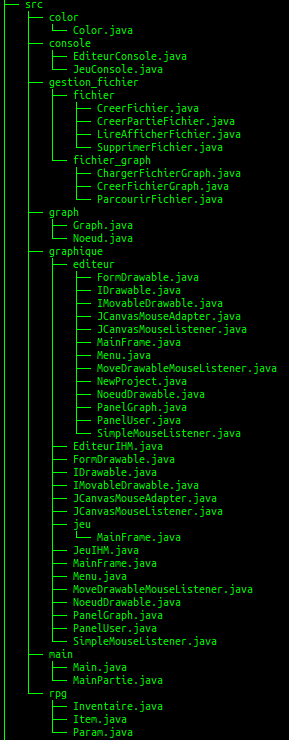 src
color
Color.java
console
EditeurConsole.java
JeuConsole.java
gestion_fichier
fichier
CreerFichier.java
CreerPartieFichier.java
LireAfficherFichier.java
SupprimerFichier.java
fichier_graph
ChargerFichierGraph.java
CreerFichierGraph.java
ParcourirFichier.java
graph
Graph.java
Noeud.java
graphique
editeur
FormDrawable.java
IDrawable.java
IMovableDrawable.java
JCanvasMouseAdapter.java
JCanvasMouseListener.java
MainFrame.java
Menu.java
MoveDrawableMouseListener.java
NewProject.java
NoeudDrawable.java
PanelGraph.java
PanelUser.java
SimpleMouseListener.java
EditeurIHM.java
FormDrawable.java
IDrawable.java
IMovableDrawable.java
JCanvasMouseAdapter.java
JCanvasMouseListener.java
jeu
MainFrame.java
JeuIHM.java
MainFrame.java
Menu.java
MoveDrawableMouseListener.java
NoeudDrawable.java
PanelGraph.java
PanelUser.java
SimpleMouseListener.java
main
Main.java
MainPartie.java
rpg
Inventaire.java
Item.java
Param.java